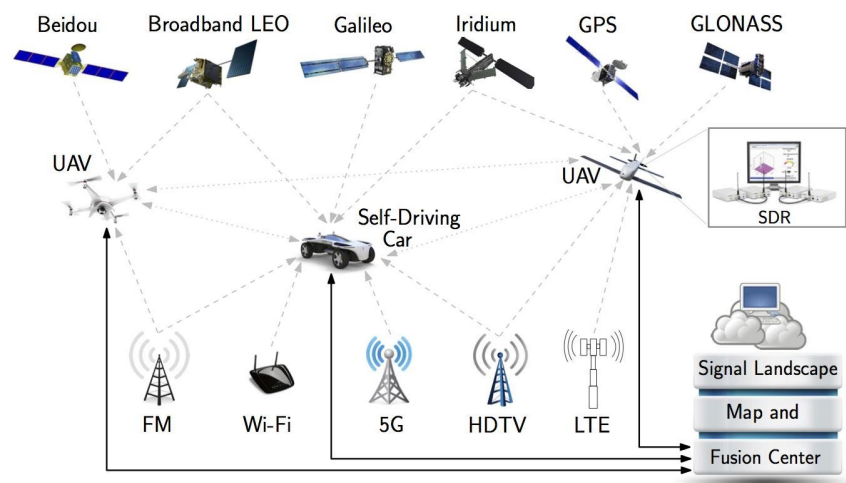 Beidou
Broadband LEO
Galileo
Iridium
GPS
GLONASS
UAV
UAV
SDR
Self-Driving
Car
FM
Wi-Fi
5G
HDTV
LTE
Signal Landscape
Map and
Fusion Center